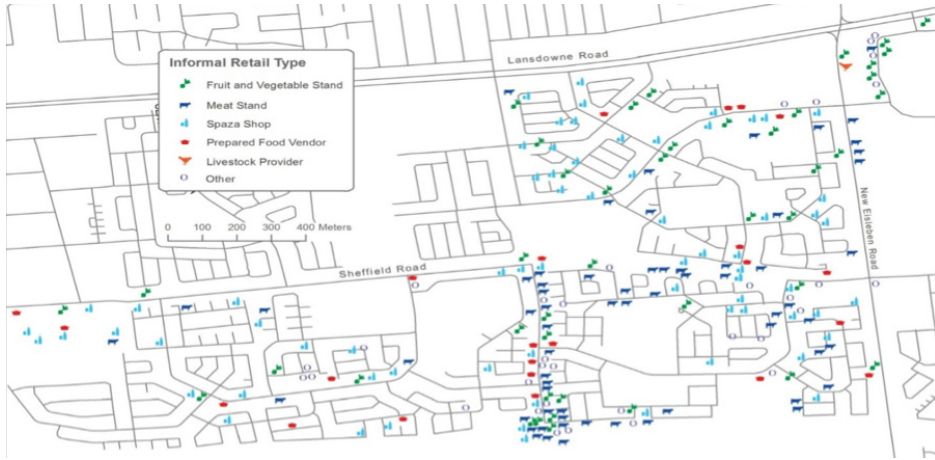 Lansdowne Road
Informal Retail Type
Fruit and Vegetable Stand
Meat Stand
Spaza Shop
Prepared Food Vendor
Livestock Provider
Other
0 100 200 400 Meters
New Eisleben Road
Sheffield Road